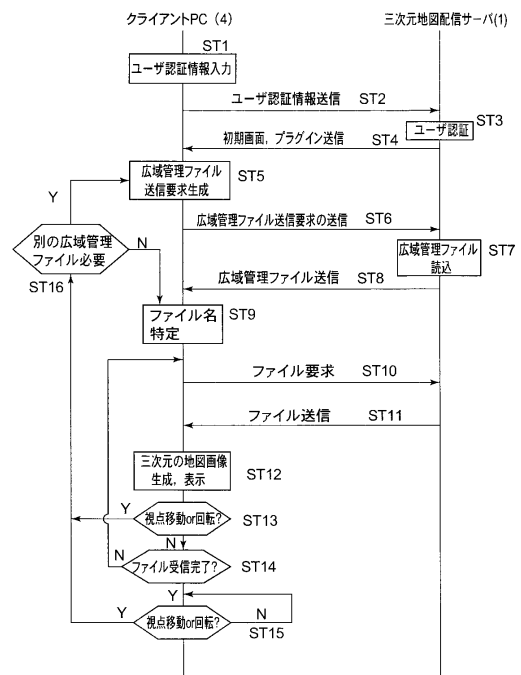 クライアントPC (4)
三次元地図配信サーバ(1)
ST1
ユーザ認証情報入力
ユーザ認証情報送信 ST2
ST3
ユーザ認証
初期画面，プラグイン送信 ST4
広域管理ファイル
送信要求生成
ST5
Y
広域管理ファイル送信要求の送信 ST6
別の広域管理
ファイル必要
N
ST16
広域管理ファイル
読込
ST7
広域管理ファイル送信 ST8
ファイル名
特定
ST9
ファイル要求 ST10
ファイル送信 ST11
三次元の地図画像
生成，表示
ST12
Y
視点移動or回転?
ST13
N
N
ファイル受信完了?
ST14
Y
Y
視点移動or回転?
N
ST15